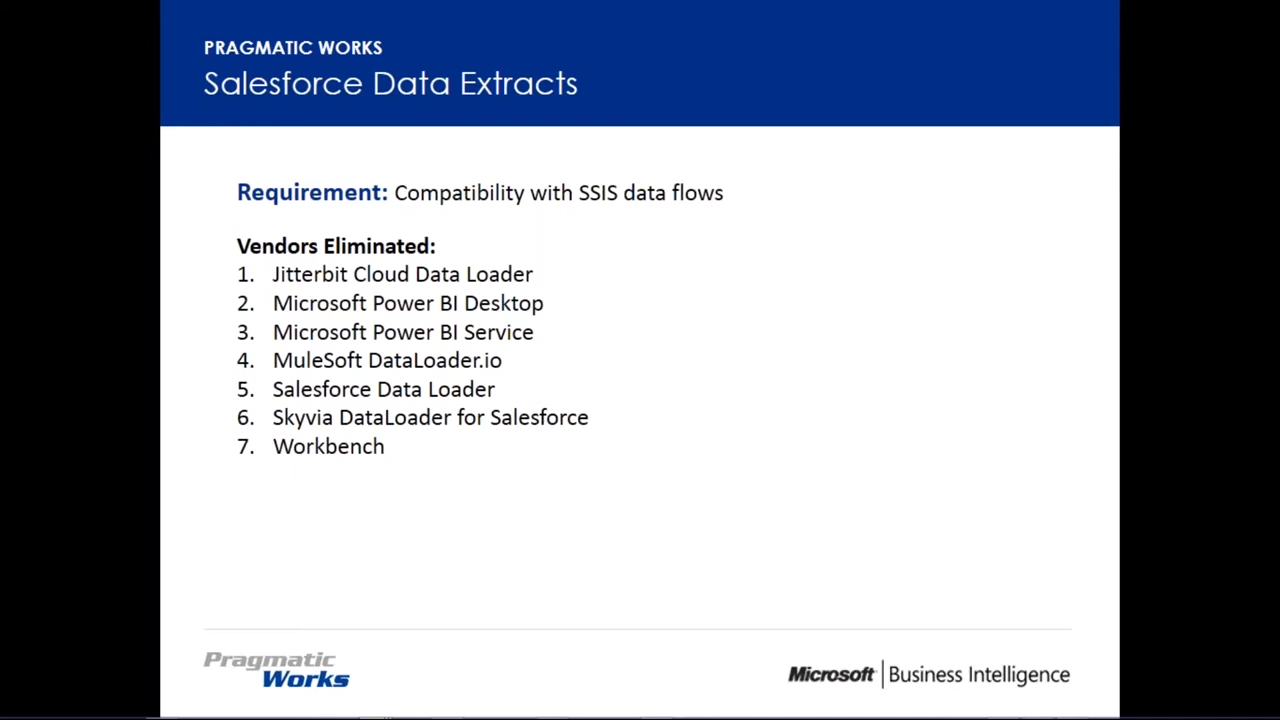 PRAGMATIC WORKS
Salesforce Data Extracts
Requirement: Compatibility with SSIS data flows
Vendors Eliminated:
1. Jitterbit Cloud Data Loader
2. Microsoft Power BI Desktop
3. Microsoft Power BI Service
4. MuleSoft DataLoader.io
5. Salesforce Data Loader
6. Skyvia DataLoader for Salesforce
7. Workbench
Pragmatic
Works
Microsoft | Business Intelligence